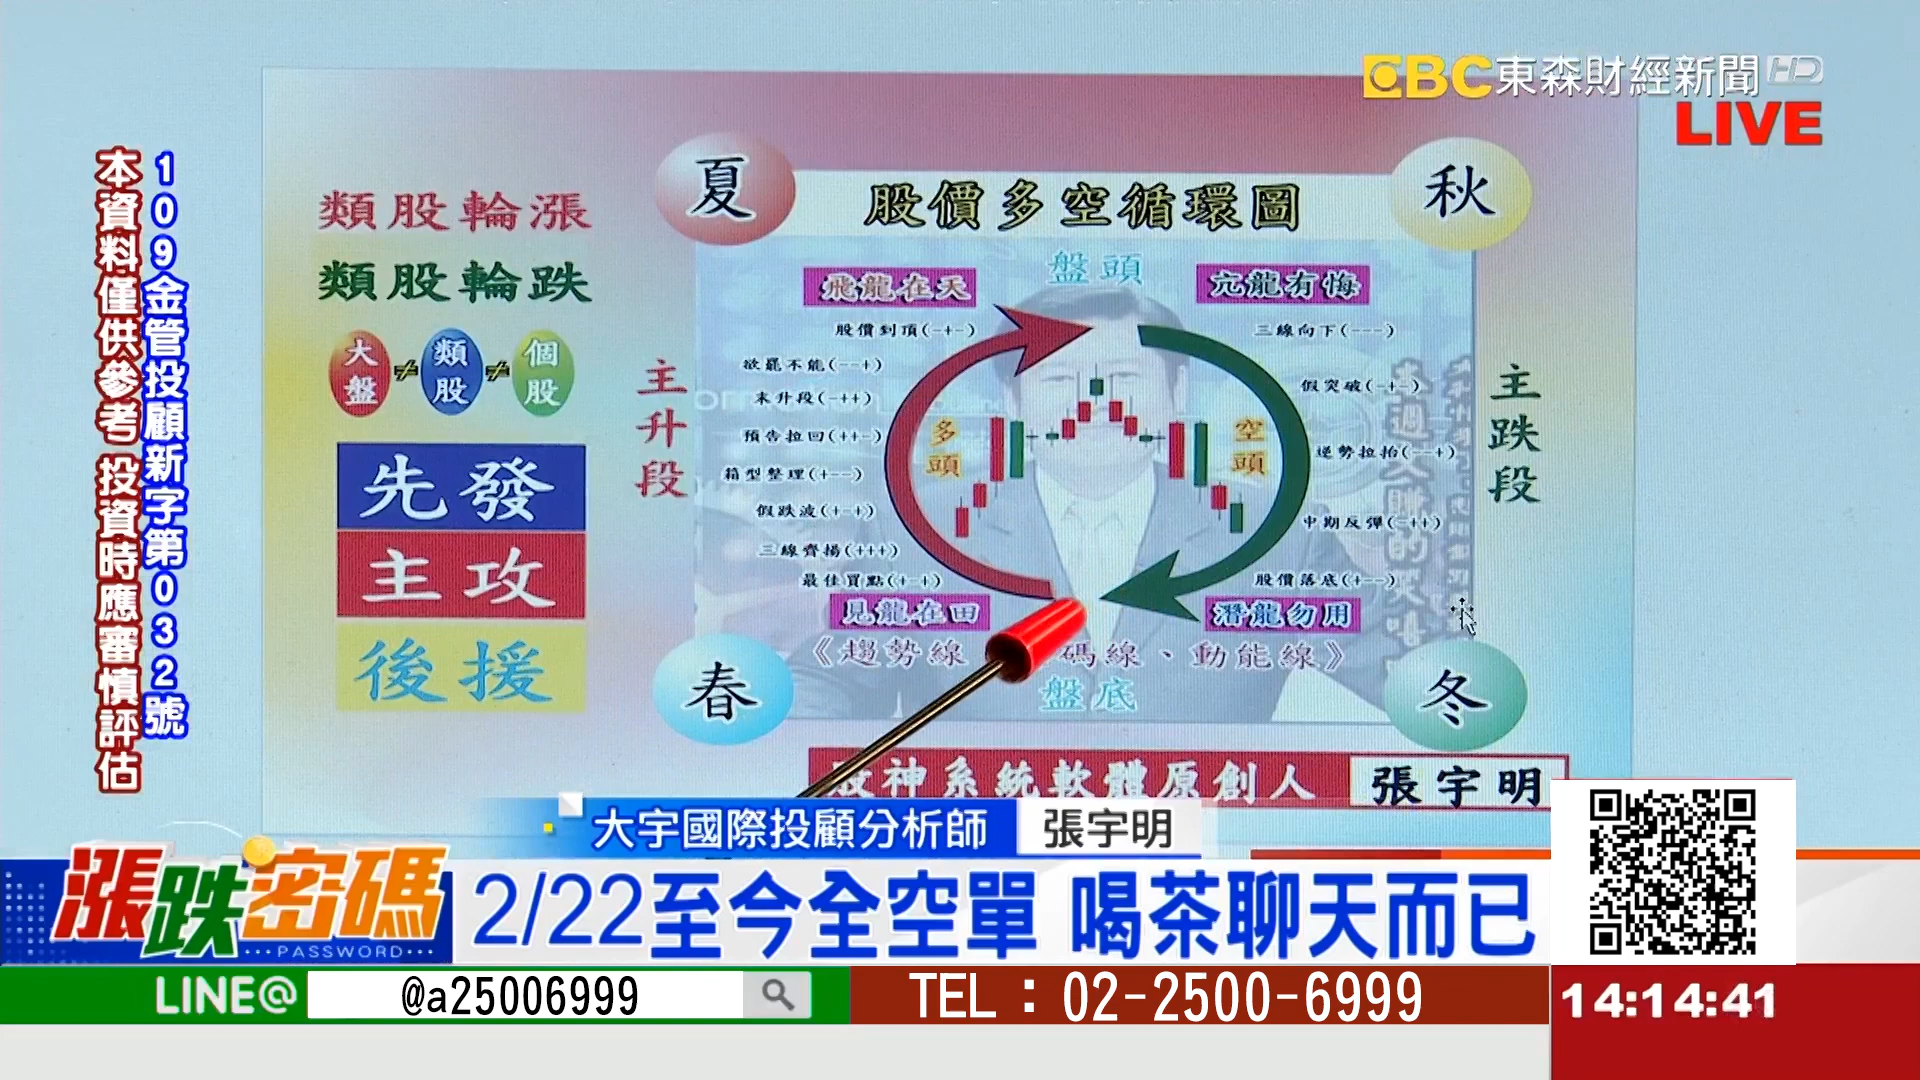 EBC東森財經新聞HD
LIVE
109金管投顧新字第032號
本資料僅供參考 投資時應審慎評估
類股輪漲
類股輪跌
大盤≠類股≠個股
先發
主攻
後援
夏
秋
春
冬
股價多空循環圖
盤頭
飛龍在天
亢龍有悔
股價到頂(-+-)
欲罷不能(--+)
末升段(-++)
預告拉回(++-)
箱型整理(+--)
假跌波(+-+)
三線齊揚(+++)
最佳買點(+-+)
見龍在田
主升段
多頭
空頭
三線向下(---)
假突破(-+-)
逆勢拉抬(--+)
中期反彈(-++)
股價落底(+--)
潛龍勿用
主跌段
《趨勢線 碼線、動能線》
盤底
股神系統軟體原創人 張宇明
大宇國際投顧分析師 張宇明
漲跌密碼
PASSWORD
2/22至今全空單 喝茶聊天而已
LINE@ @a25006999
TEL：02-2500-6999
14:14:41